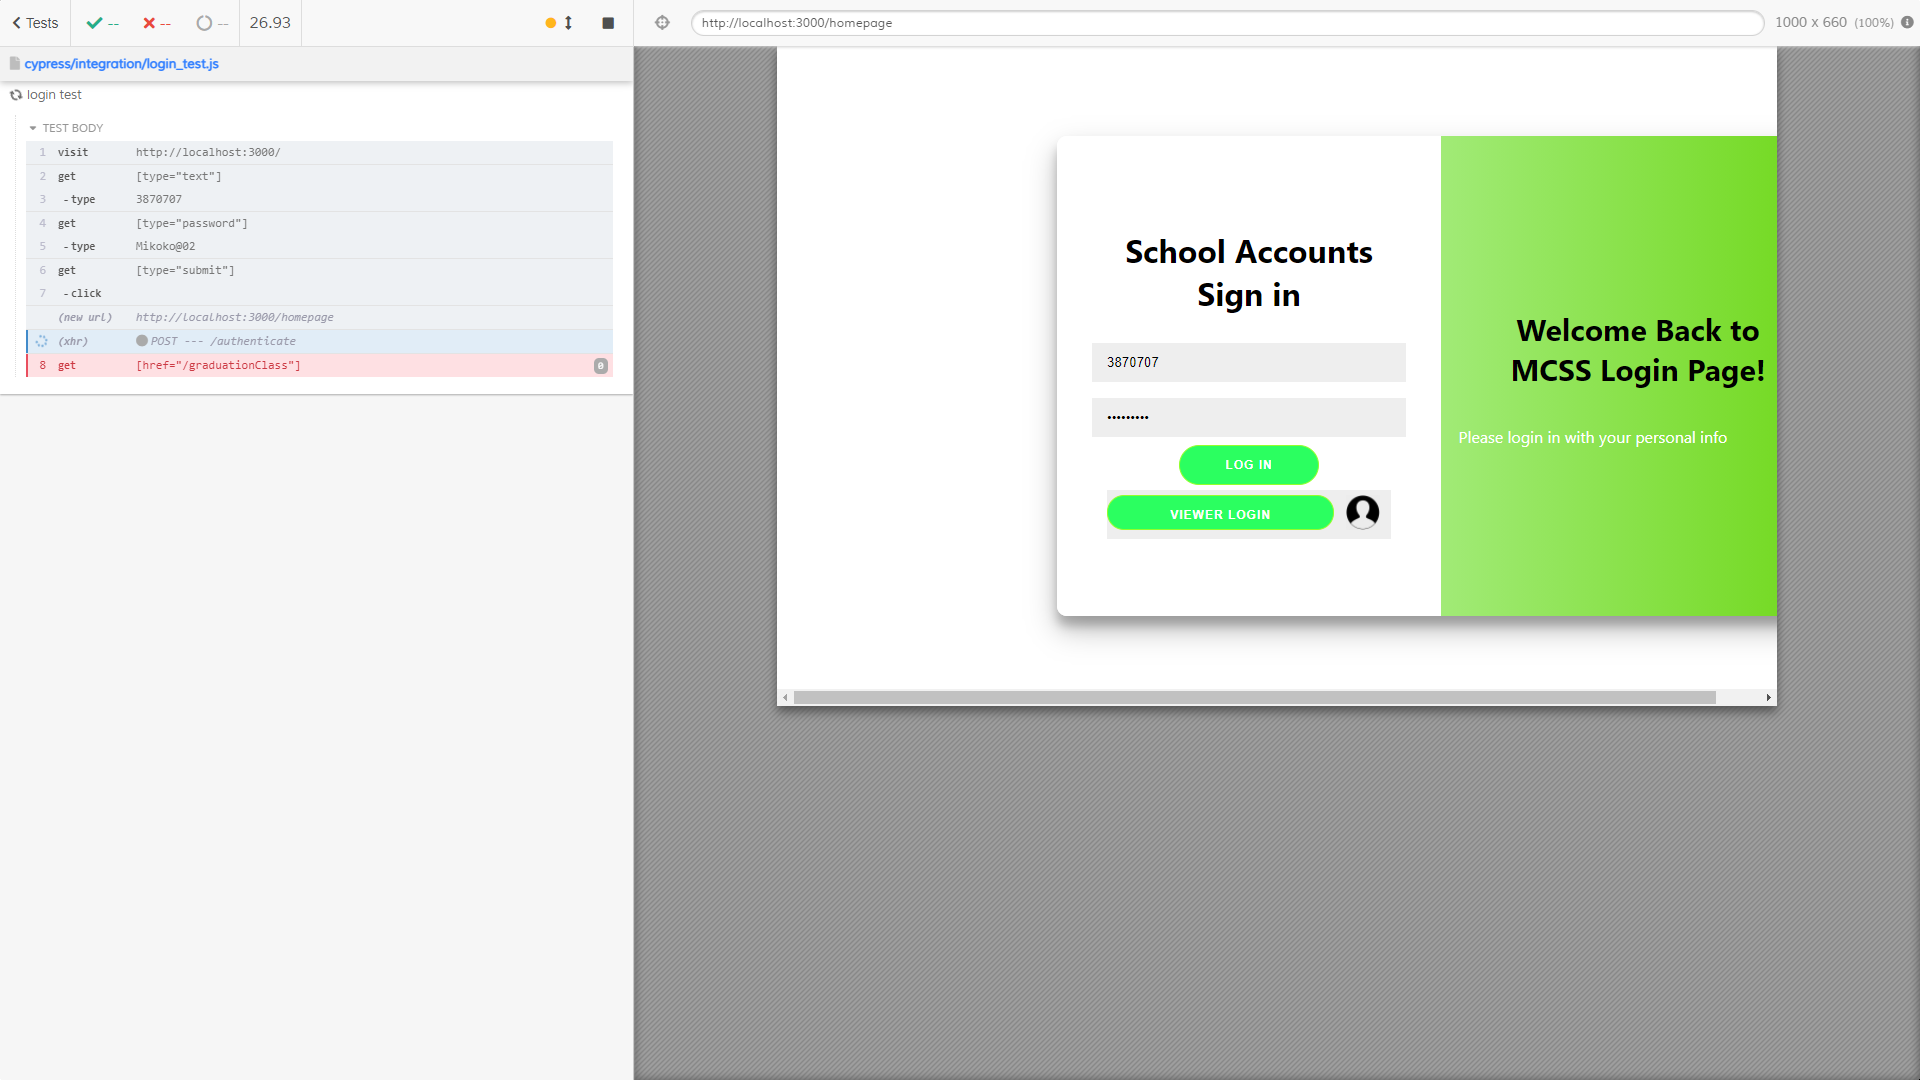 Tests
--
--
--
26.93
http://localhost:3000/homepage
1000 x 660 (100%)
cypress/integration/login_test.js
login test
TEST BODY
1 visit http://localhost:3000/
2 get [type="text"]
3 -type 3870707
4 get [type="password"]
5 -type Mikoko@02
6 get [type="submit"]
7 -click
(new url) http://localhost:3000/homepage
(xhr) POST --- /authenticate
8 get [href="/graduationClass"] 0
School Accounts
Sign in
3870707
•••••••••
LOG IN
VIEWER LOGIN
Welcome Back to
MCSS Login Page!
Please login in with your personal info